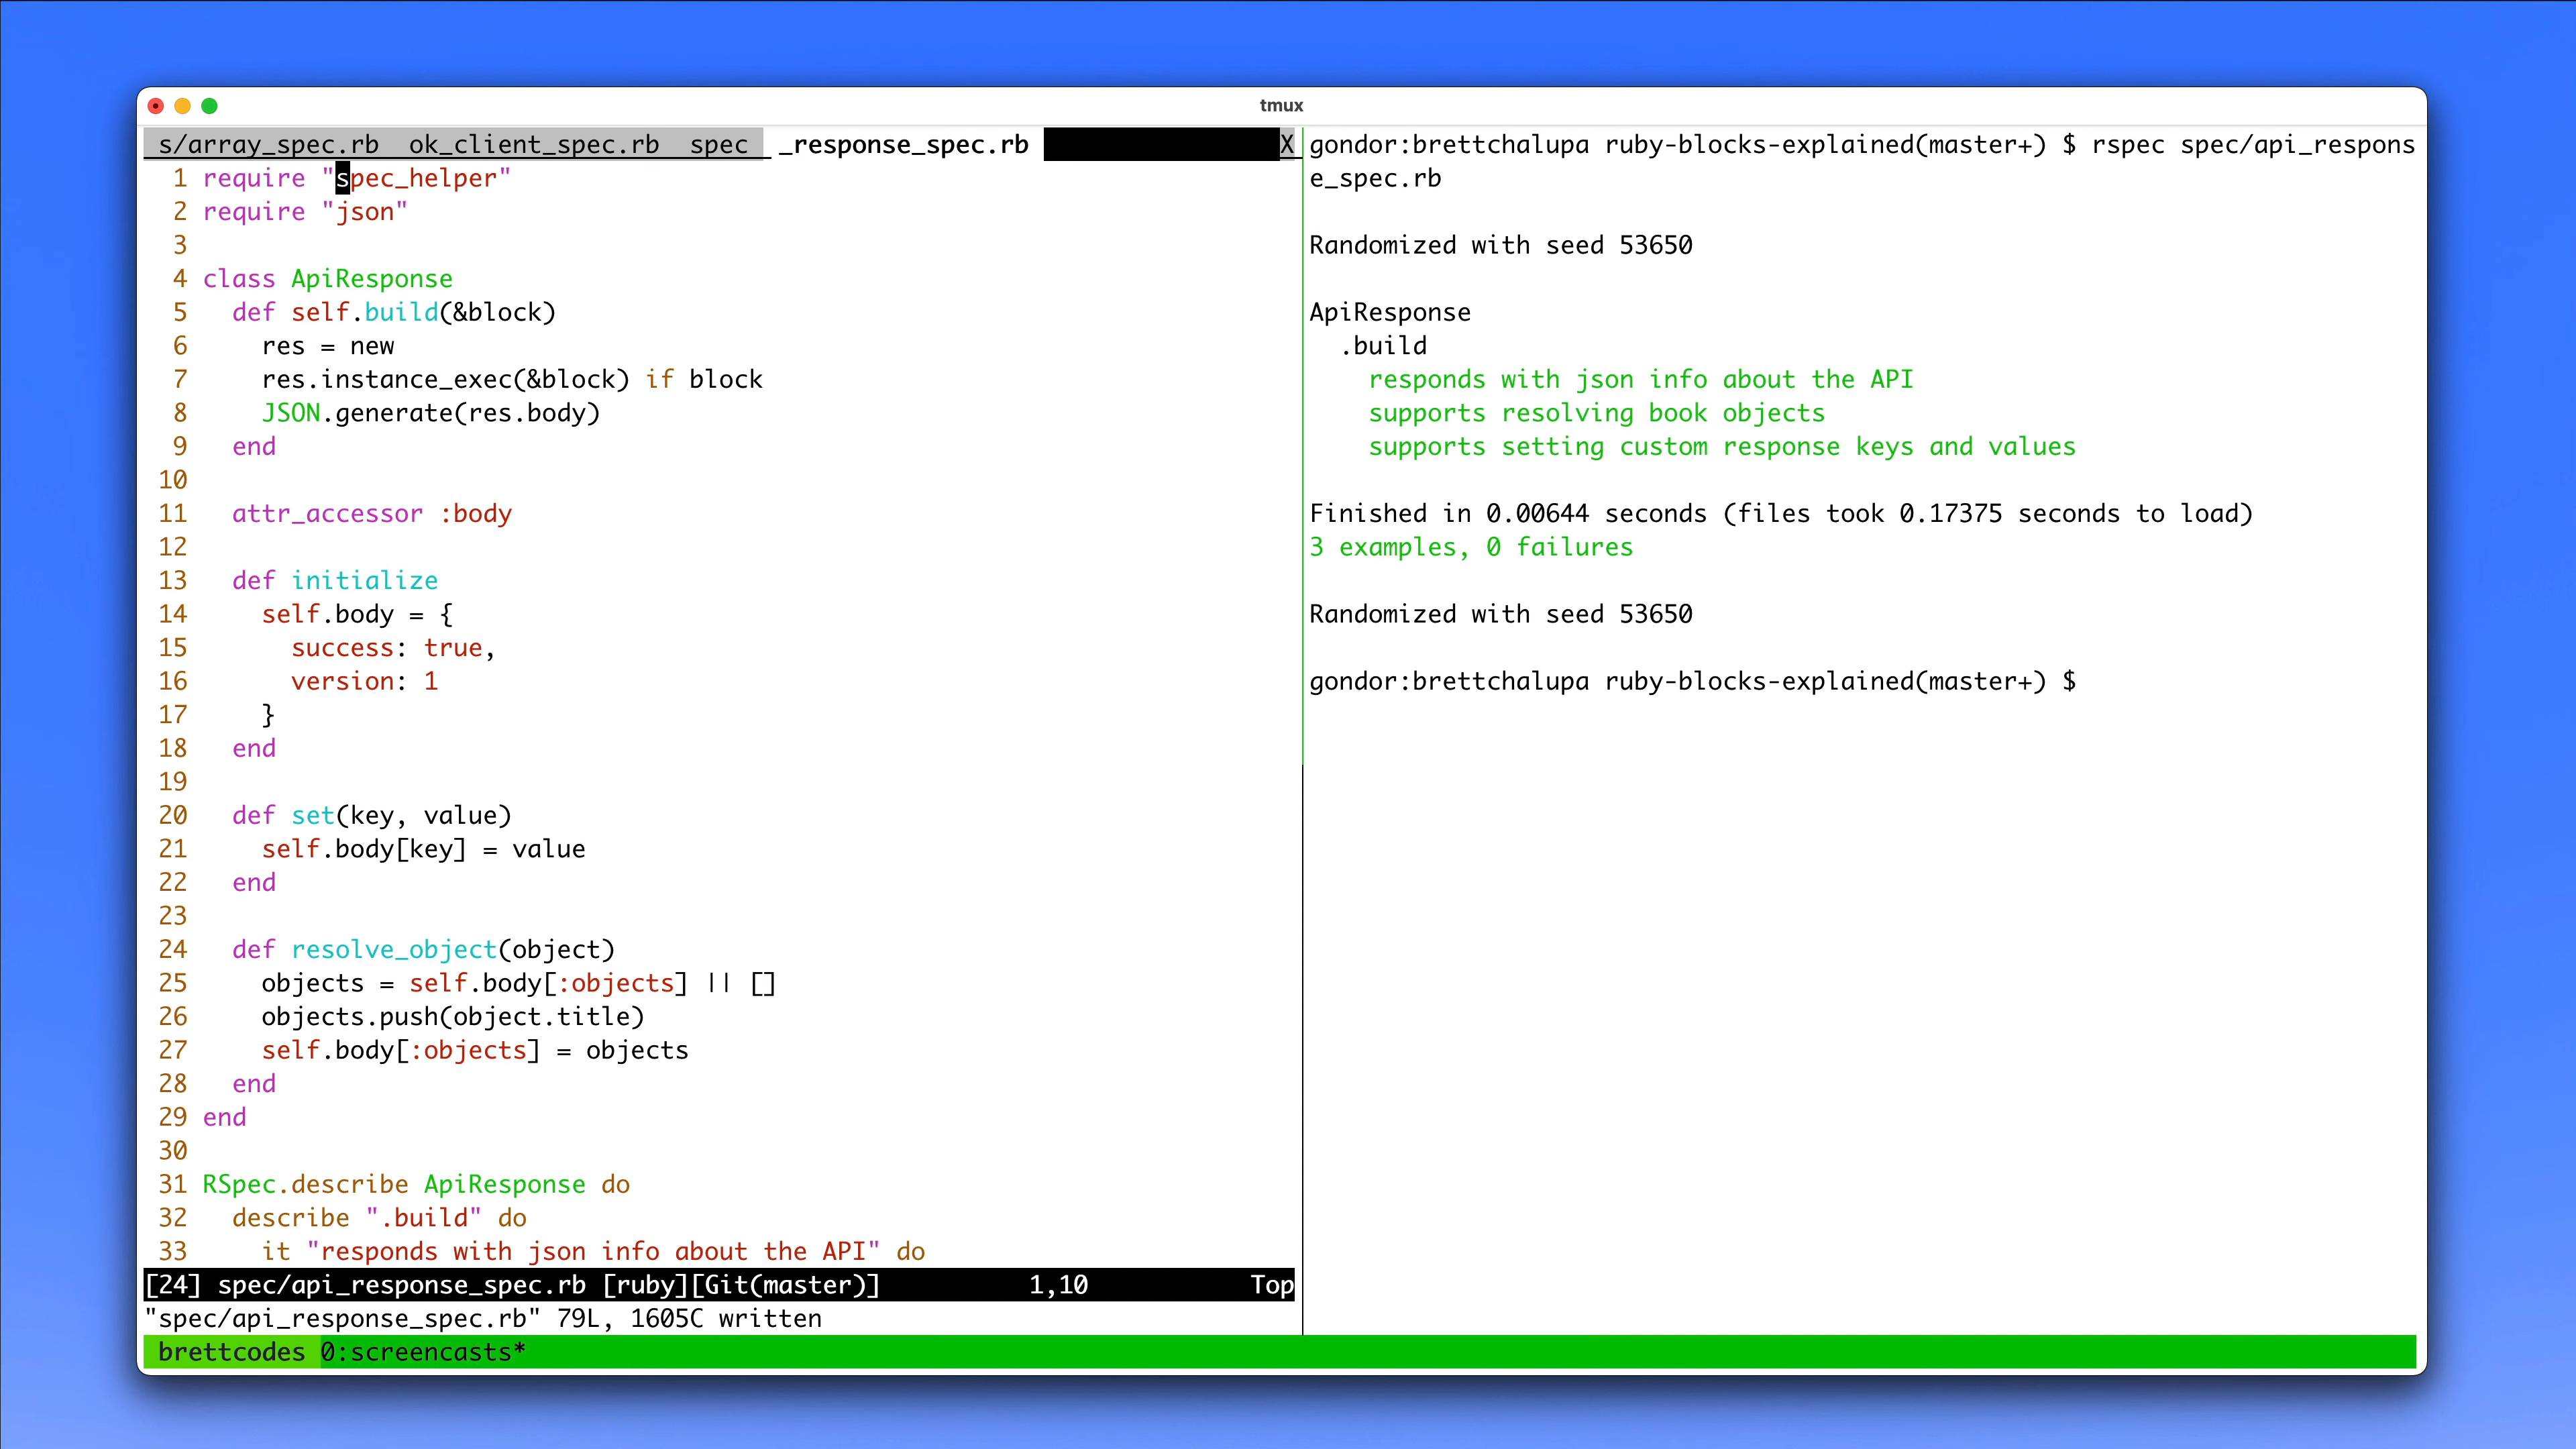 tmux
s/array_spec.rb ok_client_spec.rb spec _response_spec.rb X
1 require "spec_helper"
2 require "json"
3
4 class ApiResponse
5   def self.build(&block)
6     res = new
7     res.instance_exec(&block) if block
8     JSON.generate(res.body)
9   end
10
11   attr_accessor :body
12
13   def initialize
14     self.body = {
15       success: true,
16       version: 1
17     }
18   end
19
20   def set(key, value)
21     self.body[key] = value
22   end
23
24   def resolve_object(object)
25     objects = self.body[:objects] || []
26     objects.push(object.title)
27     self.body[:objects] = objects
28   end
29 end
30
31 RSpec.describe ApiResponse do
32   describe ".build" do
33     it "responds with json info about the API" do
[24] spec/api_response_spec.rb [ruby][Git(master)] 1,10 Top
"spec/api_response_spec.rb" 79L, 1605C written
gondor:brettchalupa ruby-blocks-explained(master+) $ rspec spec/api_respons
e_spec.rb
Randomized with seed 53650
ApiResponse
  .build
    responds with json info about the API
    supports resolving book objects
    supports setting custom response keys and values
Finished in 0.00644 seconds (files took 0.17375 seconds to load)
3 examples, 0 failures
Randomized with seed 53650
gondor:brettchalupa ruby-blocks-explained(master+) $
brettcodes 0:screencasts*